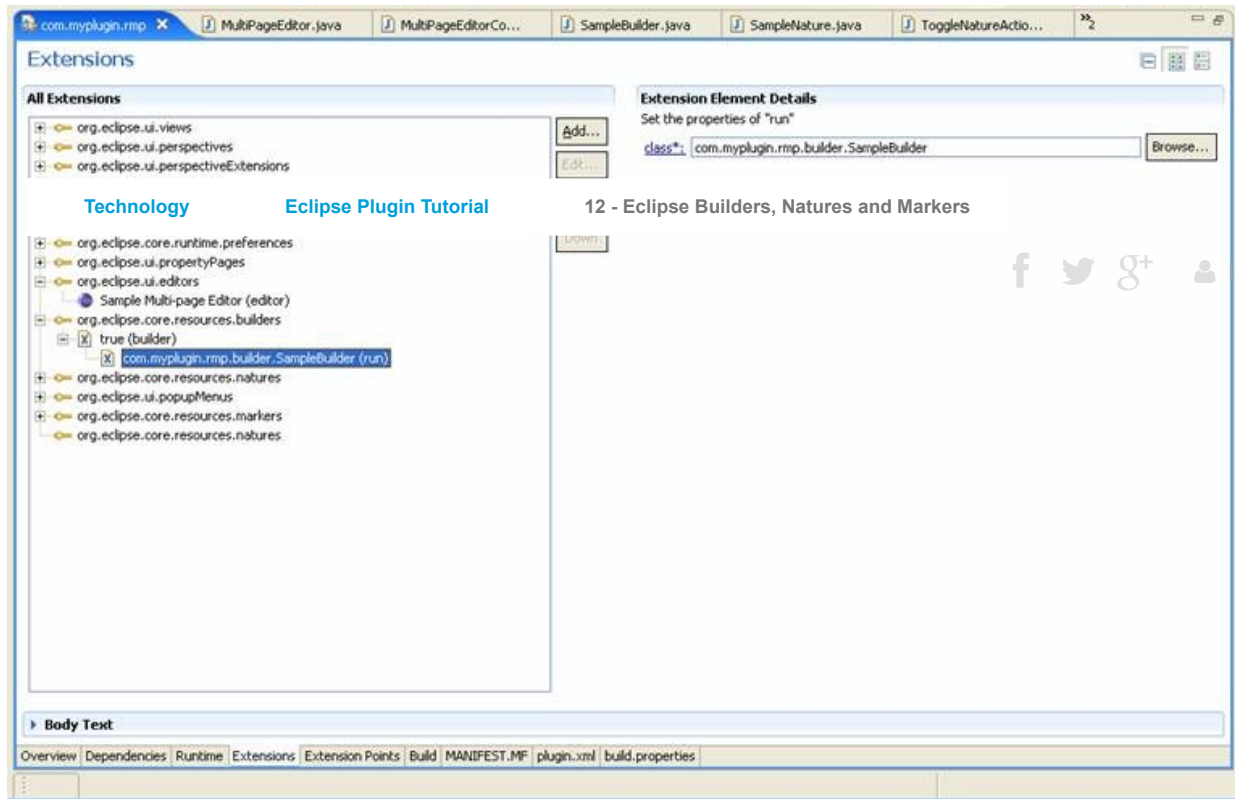 com.myplugin.rmp MultiPageEditor.java MultiPageEditorCo... SampleBuilder.java SampleNature.java ToggleNatureActio... »2
Extensions
All Extensions
Extension Element Details
Set the properties of "run"
class*: com.myplugin.rmp.builder.SampleBuilder Browse...
org.eclipse.ui.views
org.eclipse.ui.perspectives
org.eclipse.ui.perspectiveExtensions
Add...
Edit...
Technology Eclipse Plugin Tutorial 12 - Eclipse Builders, Natures and Markers
Down
org.eclipse.core.runtime.preferences
org.eclipse.ui.propertyPages
org.eclipse.ui.editors
Sample Multi-page Editor (editor)
org.eclipse.core.resources.builders
true (builder)
com.myplugin.rmp.builder.SampleBuilder (run)
org.eclipse.core.resources.natures
org.eclipse.ui.popupMenus
org.eclipse.core.resources.markers
org.eclipse.core.resources.natures
f g+
Body Text
Overview Dependencies Runtime Extensions Extension Points Build MANIFEST.MF plugin.xml build.properties